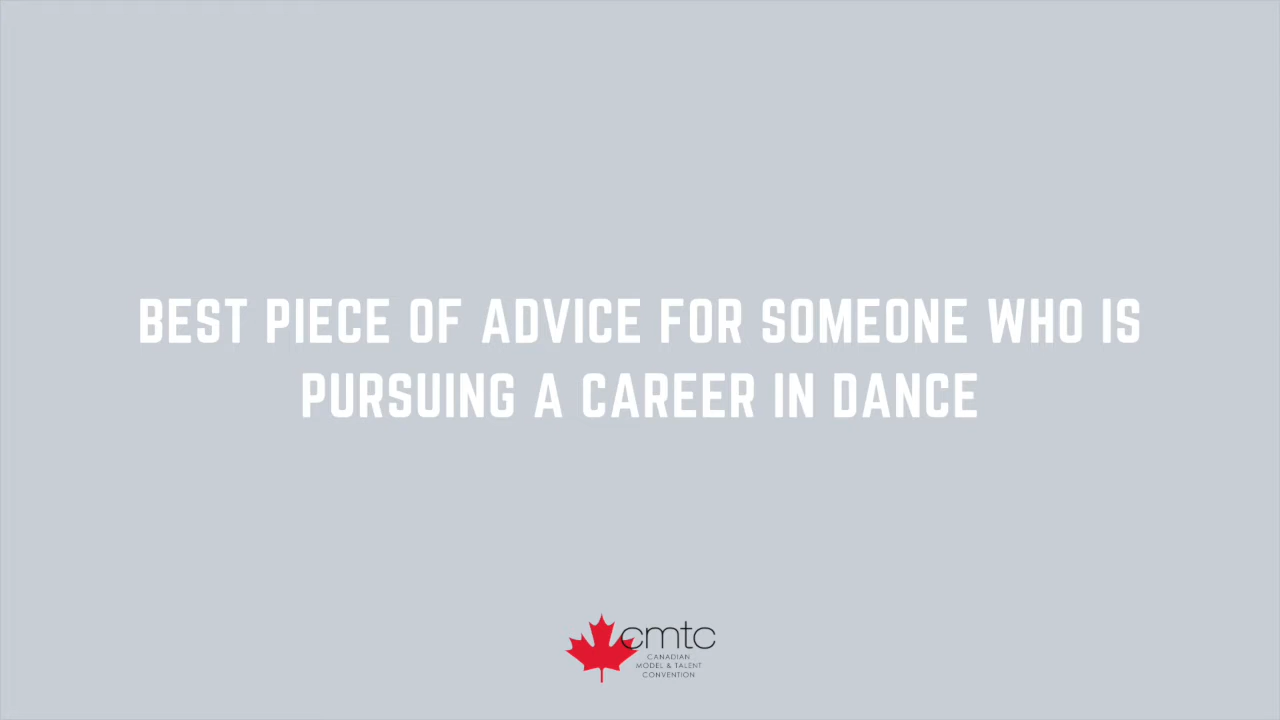 BEST PIECE OF ADVICE FOR SOMEONE WHO IS
PURSUING A CAREER IN DANCE
cmtc
CANADIAN
MODEL & TALENT
CONVENTION